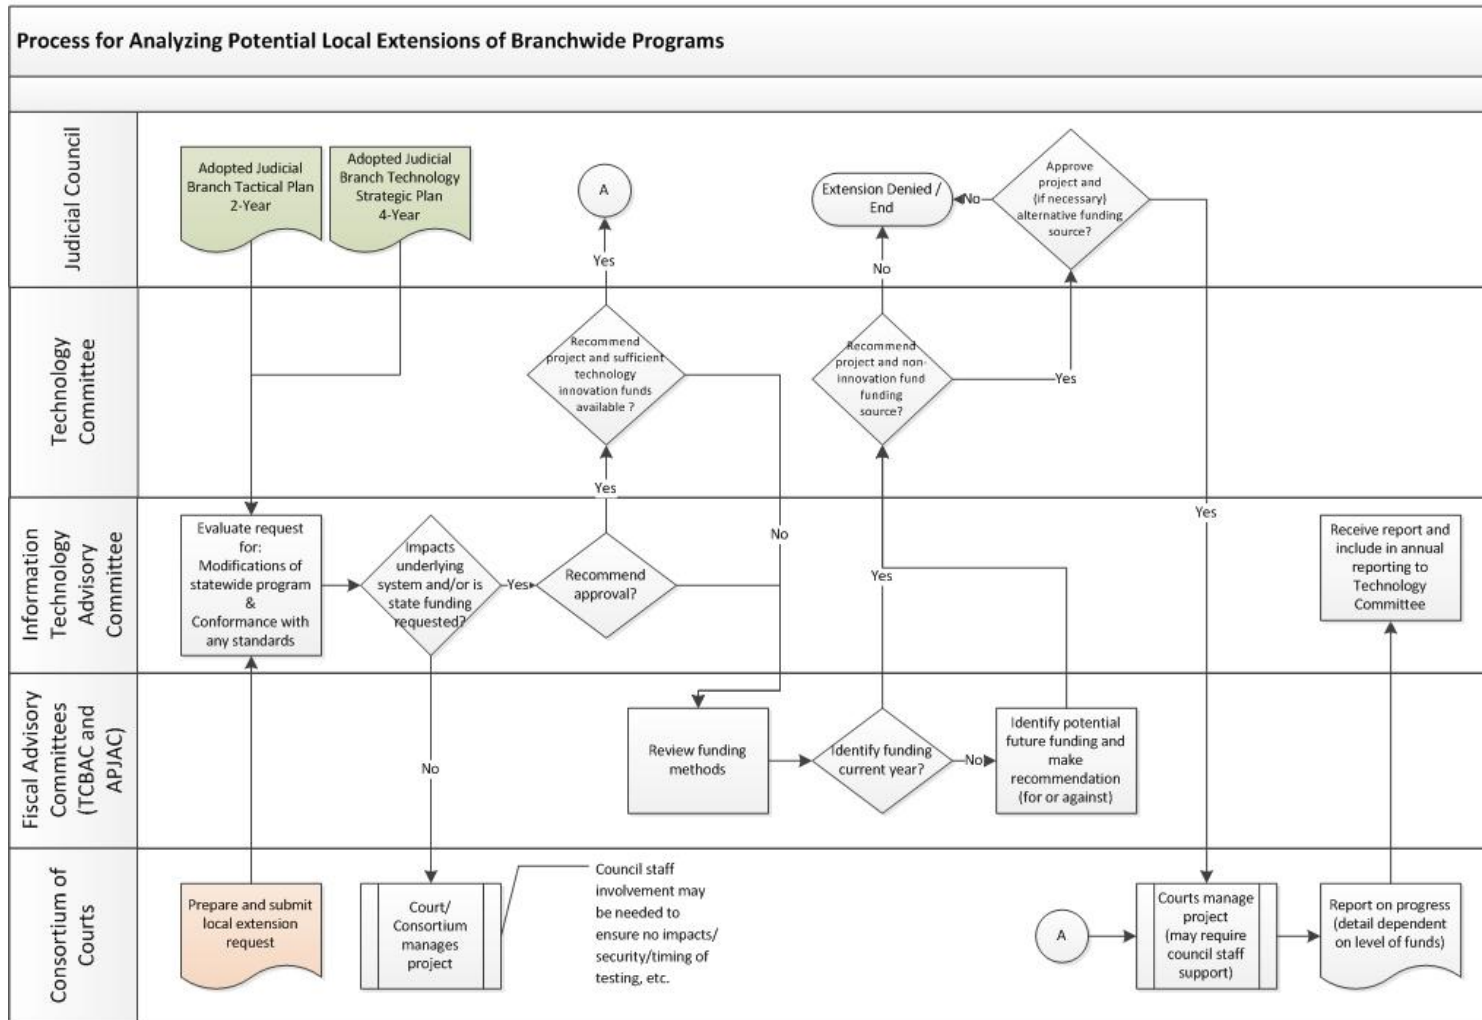 Process for Analyzing Potential Local Extensions of Branchwide Programs
Judicial Council
Adopted Judicial
Branch Tactical Plan
2-Year
Adopted Judicial
Branch Technology
Strategic Plan
4-Year
A
Yes
Extension Denied /
End
No
No
Approve
project and
(if necessary)
alternative funding
source?
Technology
Committee
Recommend
project and sufficient
technology
innovation funds
available ?
Yes
Recommend
project and non-
innovation fund
funding
source?
Yes
Information
Technology
Advisory
Committee
Evaluate request
for:
Modifications of
statewide program
&
Conformance with
any standards
Impacts
underlying
system and/or is
state funding
requested?
Yes
Recommend
approval?
No
Yes
Yes
Receive report and
include in annual
reporting to
Technology
Committee
Fiscal Advisory
Committees
(TCBAC and
APJAC)
No
Review funding
methods
Identify funding
current year?
No
Identify potential
future funding and
make
recommendation
(for or against)
Consortium of
Courts
Prepare and submit
local extension
request
Court/
Consortium
manages
project
Council staff
involvement may
be needed to
ensure no impacts/
security/timing of
testing, etc.
A
Courts manage
project
(may require
council staff
support)
Report on progress
(detail dependent
on level of funds)